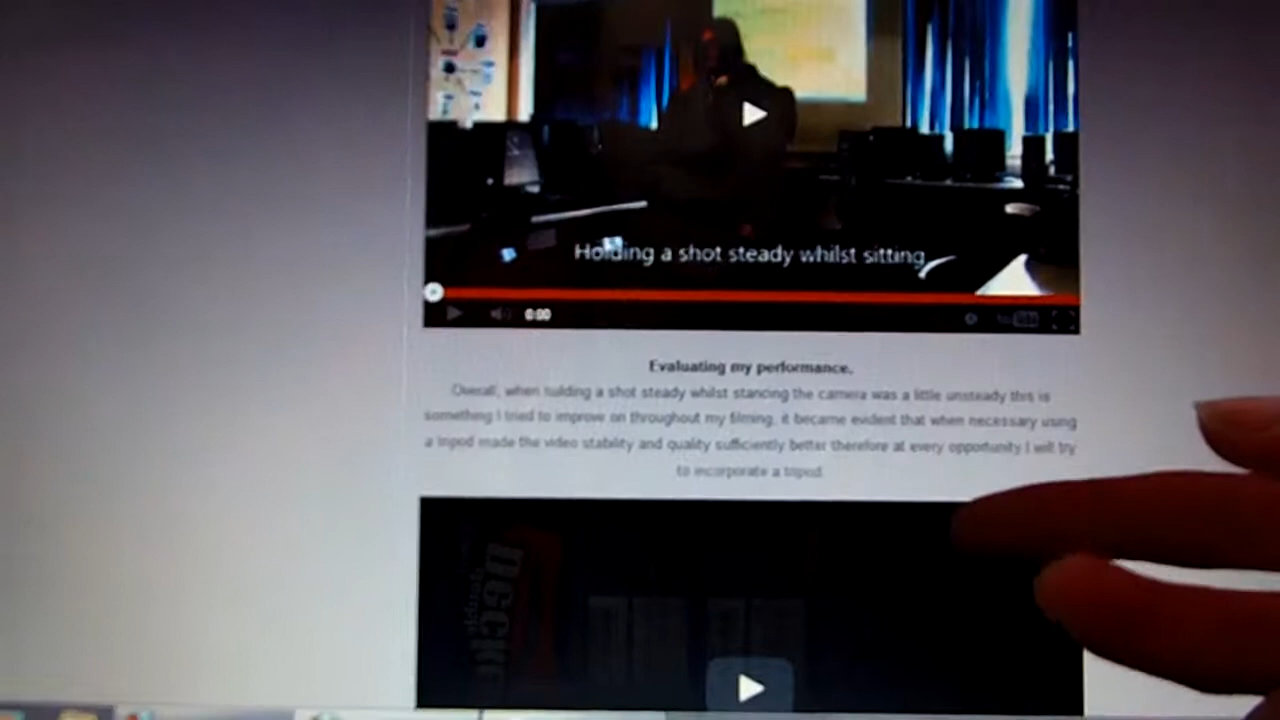 Holding a shot steady whilst sitting
0:00
Evaluating my performance.
Overall, when holding a shot steady whilst standing the camera was a little unsteady this is
something I tried to improve on throughout my filming, it became evident that when necessary using
a tripod made the video stability and quality sufficiently better therefore at every opportunity I will try
to incorporate a tripod.